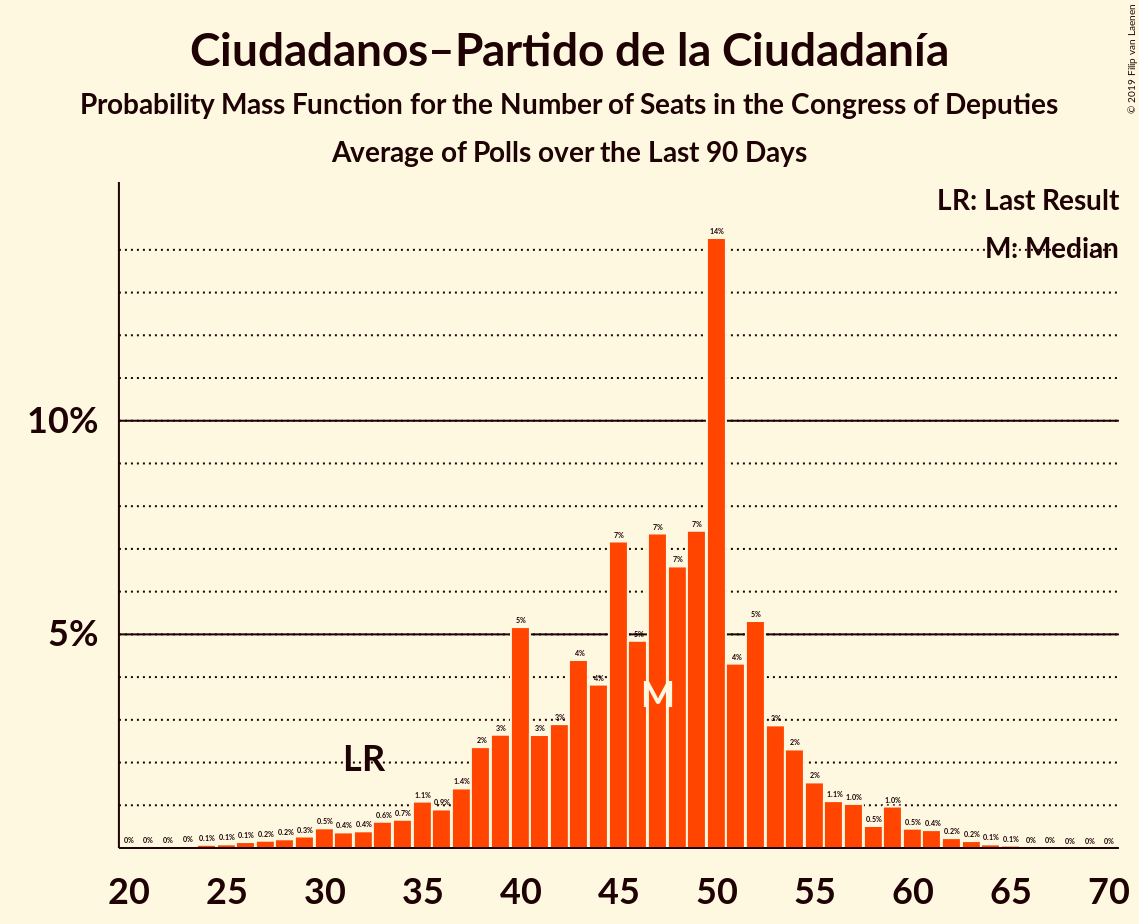 Ciudadanos–Partido de la Ciudadanía
Probability Mass Function for the Number of Seats in the Congress of Deputies
Average of Polls over the Last 90 Days
© 2019 Filip van Laenen
LR: Last Result
M: Median
10%
5%
0% 0% 0% 0% 0.1% 0.1% 0.1% 0.2% 0.2% 0.3% 0.5% 0.4% 0.4% 0.6% 0.7% 1.1% 0.9% 1.4% 2% 3% 5% 3% 3% 4% 4% 7% 5% 7% 7% 7% 14% 4% 5% 3% 2% 2% 1.1% 1.0% 0.5% 1.0% 0.5% 0.4% 0.2% 0.2% 0.1% 0.1% 0% 0% 0% 0% 0%
LR
M
20 25 30 35 40 45 50 55 60 65 70